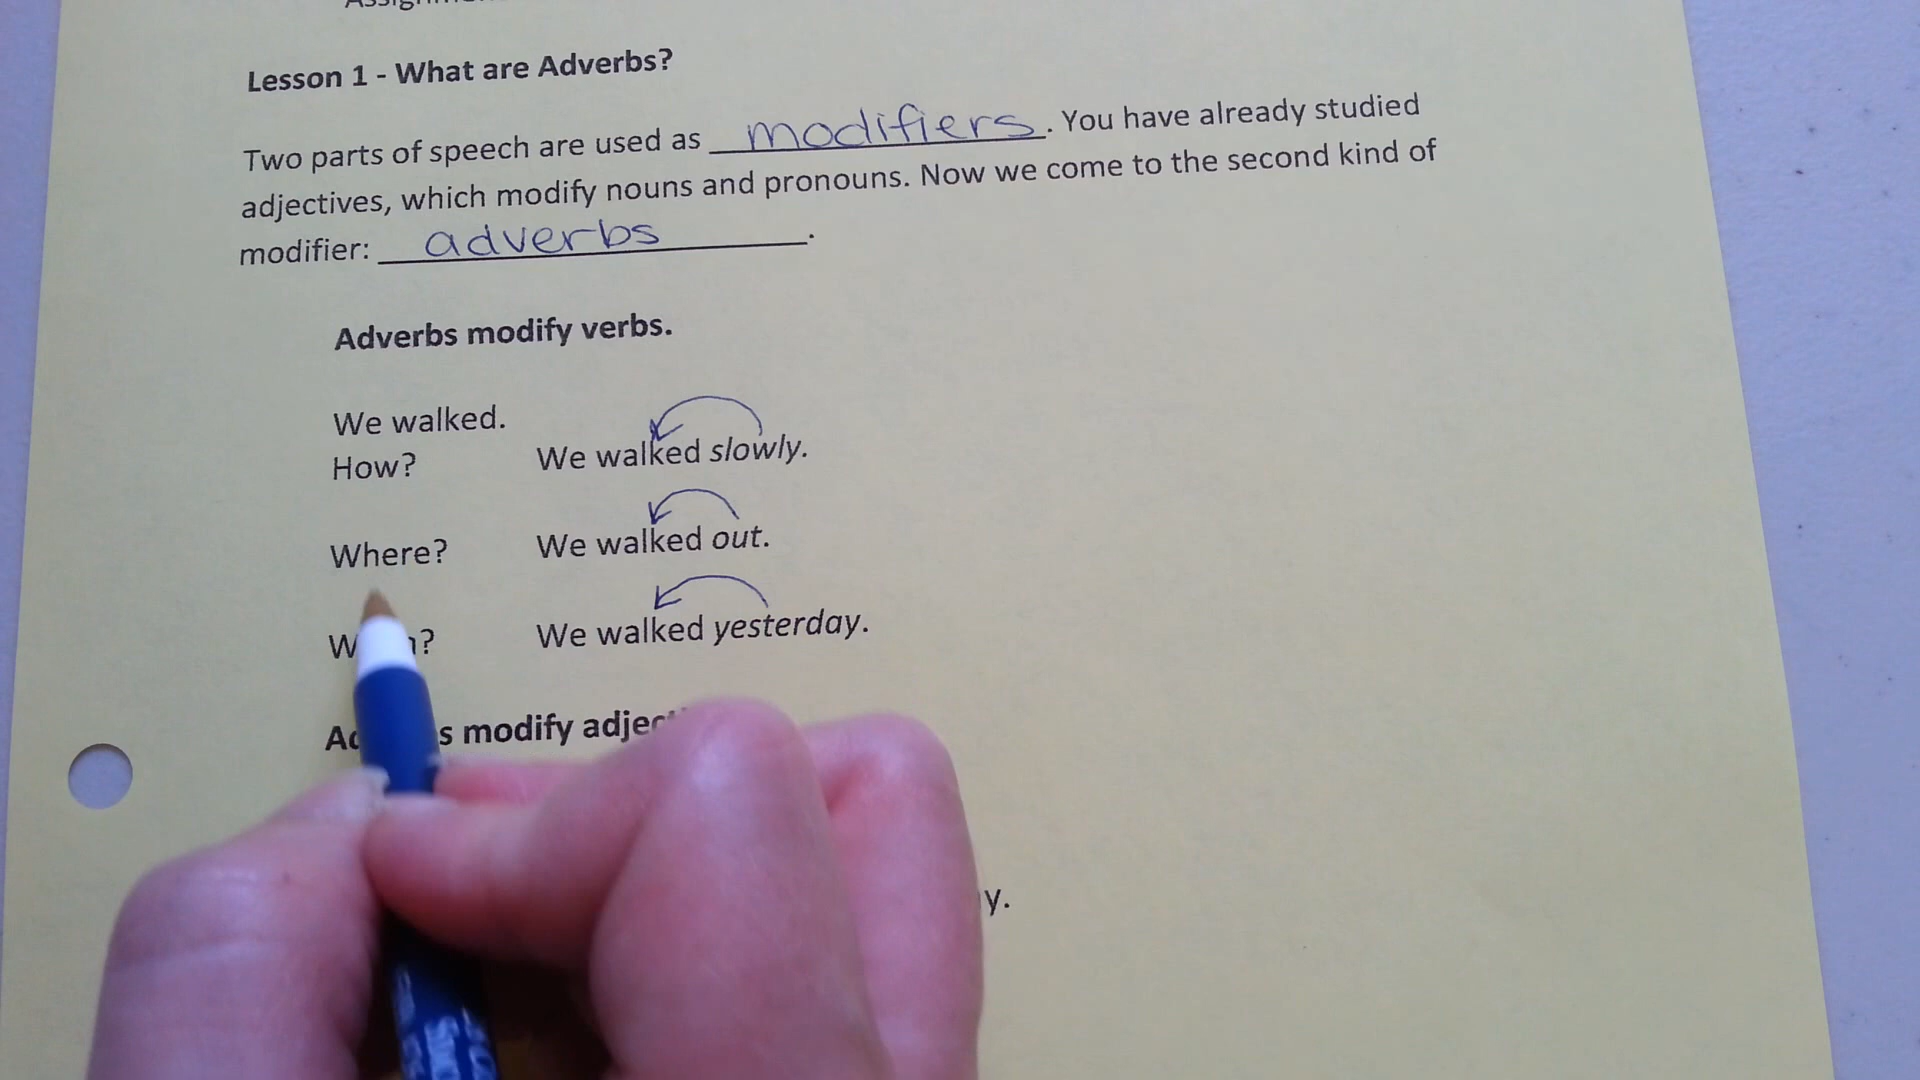 Lesson 1 - What are Adverbs?
Two parts of speech are used as modifiers. You have already studied
adjectives, which modify nouns and pronouns. Now we come to the second kind of
modifier: adverbs.
Adverbs modify verbs.
We walked.
How? We walked slowly.
Where? We walked out.
We walked yesterday.
modify
y.